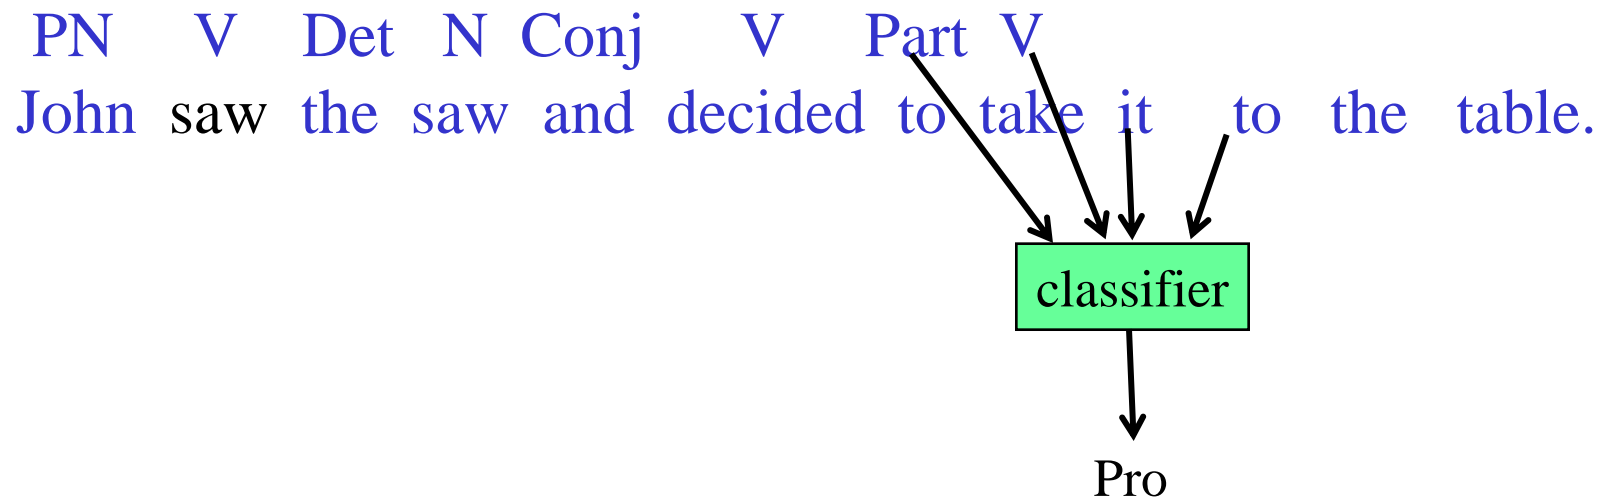 PN V Det N Conj V Part V
John saw the saw and decided to take it to the table.
classifier
Pro